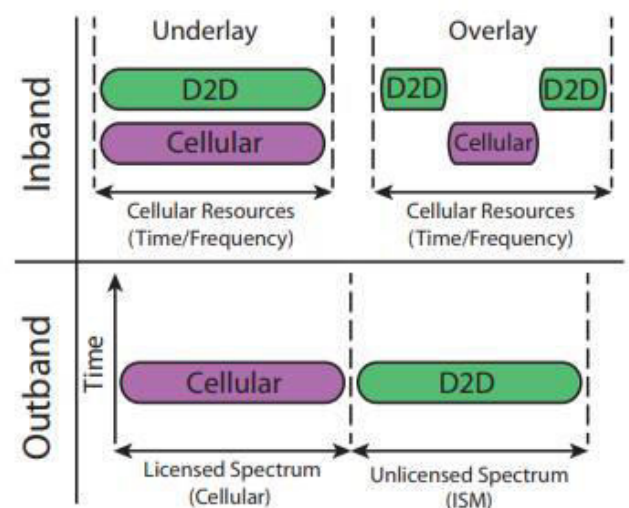 Inband
Underlay
D2D
Cellular
Cellular Resources
(Time/Frequency)
Overlay
D2D
D2D
Cellular
Cellular Resources
(Time/Frequency)
Outband
Time
Cellular
D2D
Licensed Spectrum
(Cellular)
Unlicensed Spectrum
(ISM)